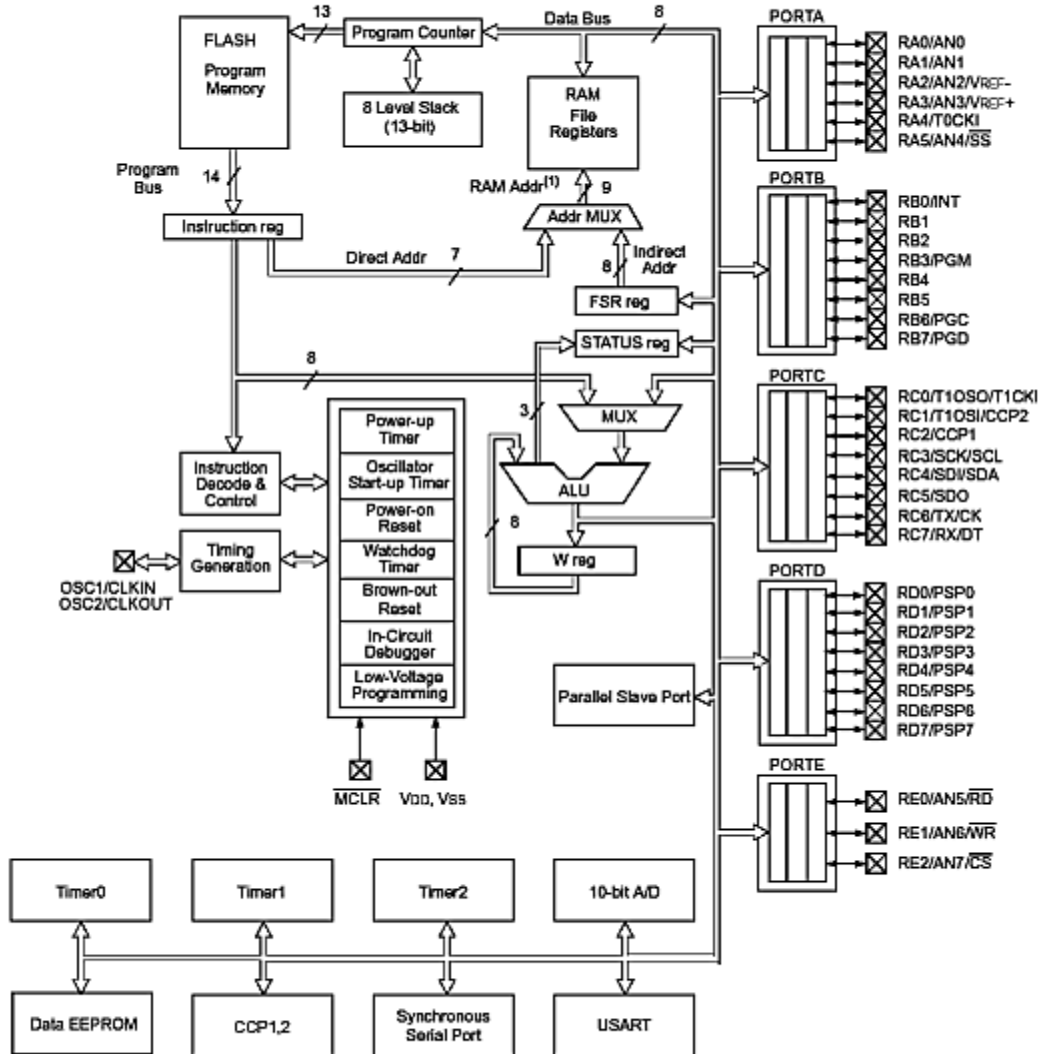 13
Data Bus
8
PORTA
FLASH
Program
Memory
Program Counter
8 Level Stack
(13-bit)
RAM
File
Registers
RA0/AN0
RA1/AN1
RA2/AN2/VREF-
RA3/AN3/VREF+
RA4/T0CKI
RA5/AN4/SS
Program
Bus
14
RAM Addr(1)
9
PORTB
Instruction reg
Addr MUX
RB0/INT
RB1
RB2
RB3/PGM
RB4
RB5
RB6/PGC
RB7/PGD
Direct Addr
7
8
Indirect
Addr
FSR reg
STATUS reg
8
3
MUX
PORTC
RC0/T1OSO/T1CKI
RC1/T1OSI/CCP2
RC2/CCP1
RC3/SCK/SCL
RC4/SDI/SDA
RC5/SDO
RC6/TX/CK
RC7/RX/DT
Power-up
Timer
Oscillator
Start-up Timer
Power-on
Reset
Watchdog
Timer
Brown-out
Reset
In-Circuit
Debugger
Low-Voltage
Programming
Instruction
Decode &
Control
ALU
8
W reg
Timing
Generation
OSC1/CLKIN
OSC2/CLKOUT
PORTD
RD0/PSP0
RD1/PSP1
RD2/PSP2
RD3/PSP3
RD4/PSP4
RD5/PSP5
RD6/PSP6
RD7/PSP7
Parallel Slave Port
MCLR
VDD, VSS
PORTE
RE0/AN5/RD
RE1/AN6/WR
RE2/AN7/CS
Timer0
Timer1
Timer2
10-bit A/D
Data EEPROM
CCP1,2
Synchronous
Serial Port
USART